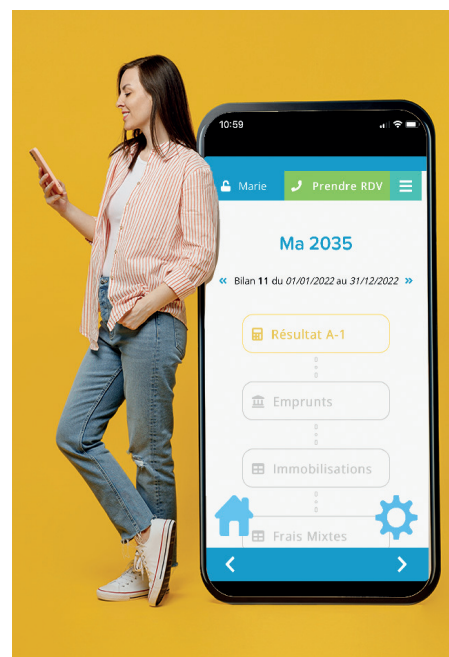 10:59
Marie Prendre RDV
Ma 2035
« Bilan 11 du 01/01/2022 au 31/12/2022 »
Résultat A-1
Emprunts
Immobilisations
Frais Mixtes